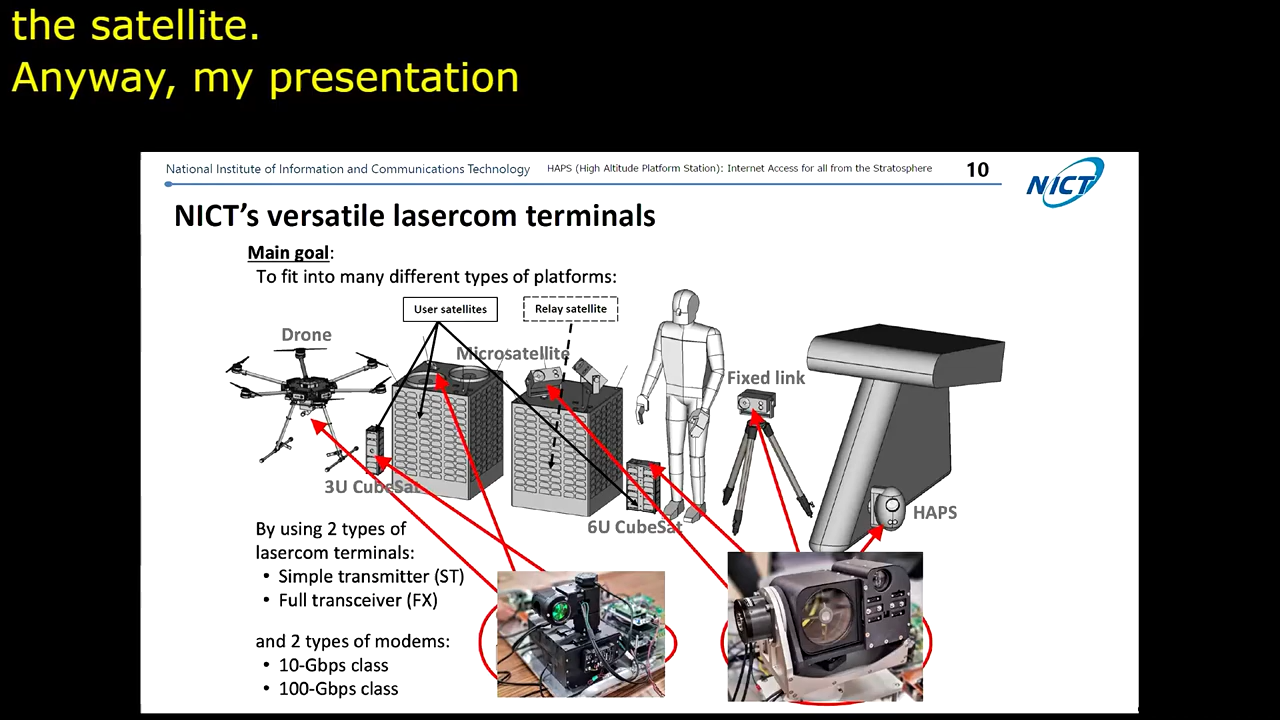 the satellite.
Anyway, my presentation
National Institute of Information and Communications Technology HAPS (High Altitude Platform Station): Internet Access for all from the Stratosphere 10
NICT
NICT's versatile lasercom terminals
Main goal:
To fit into many different types of platforms:
User satellites
Relay satellite
Drone
Microsatellite
Fixed link
3U CubeSat
6U CubeSat
HAPS
By using 2 types of
lasercom terminals:
• Simple transmitter (ST)
• Full transceiver (FX)
and 2 types of modems:
• 10-Gbps class
• 100-Gbps class